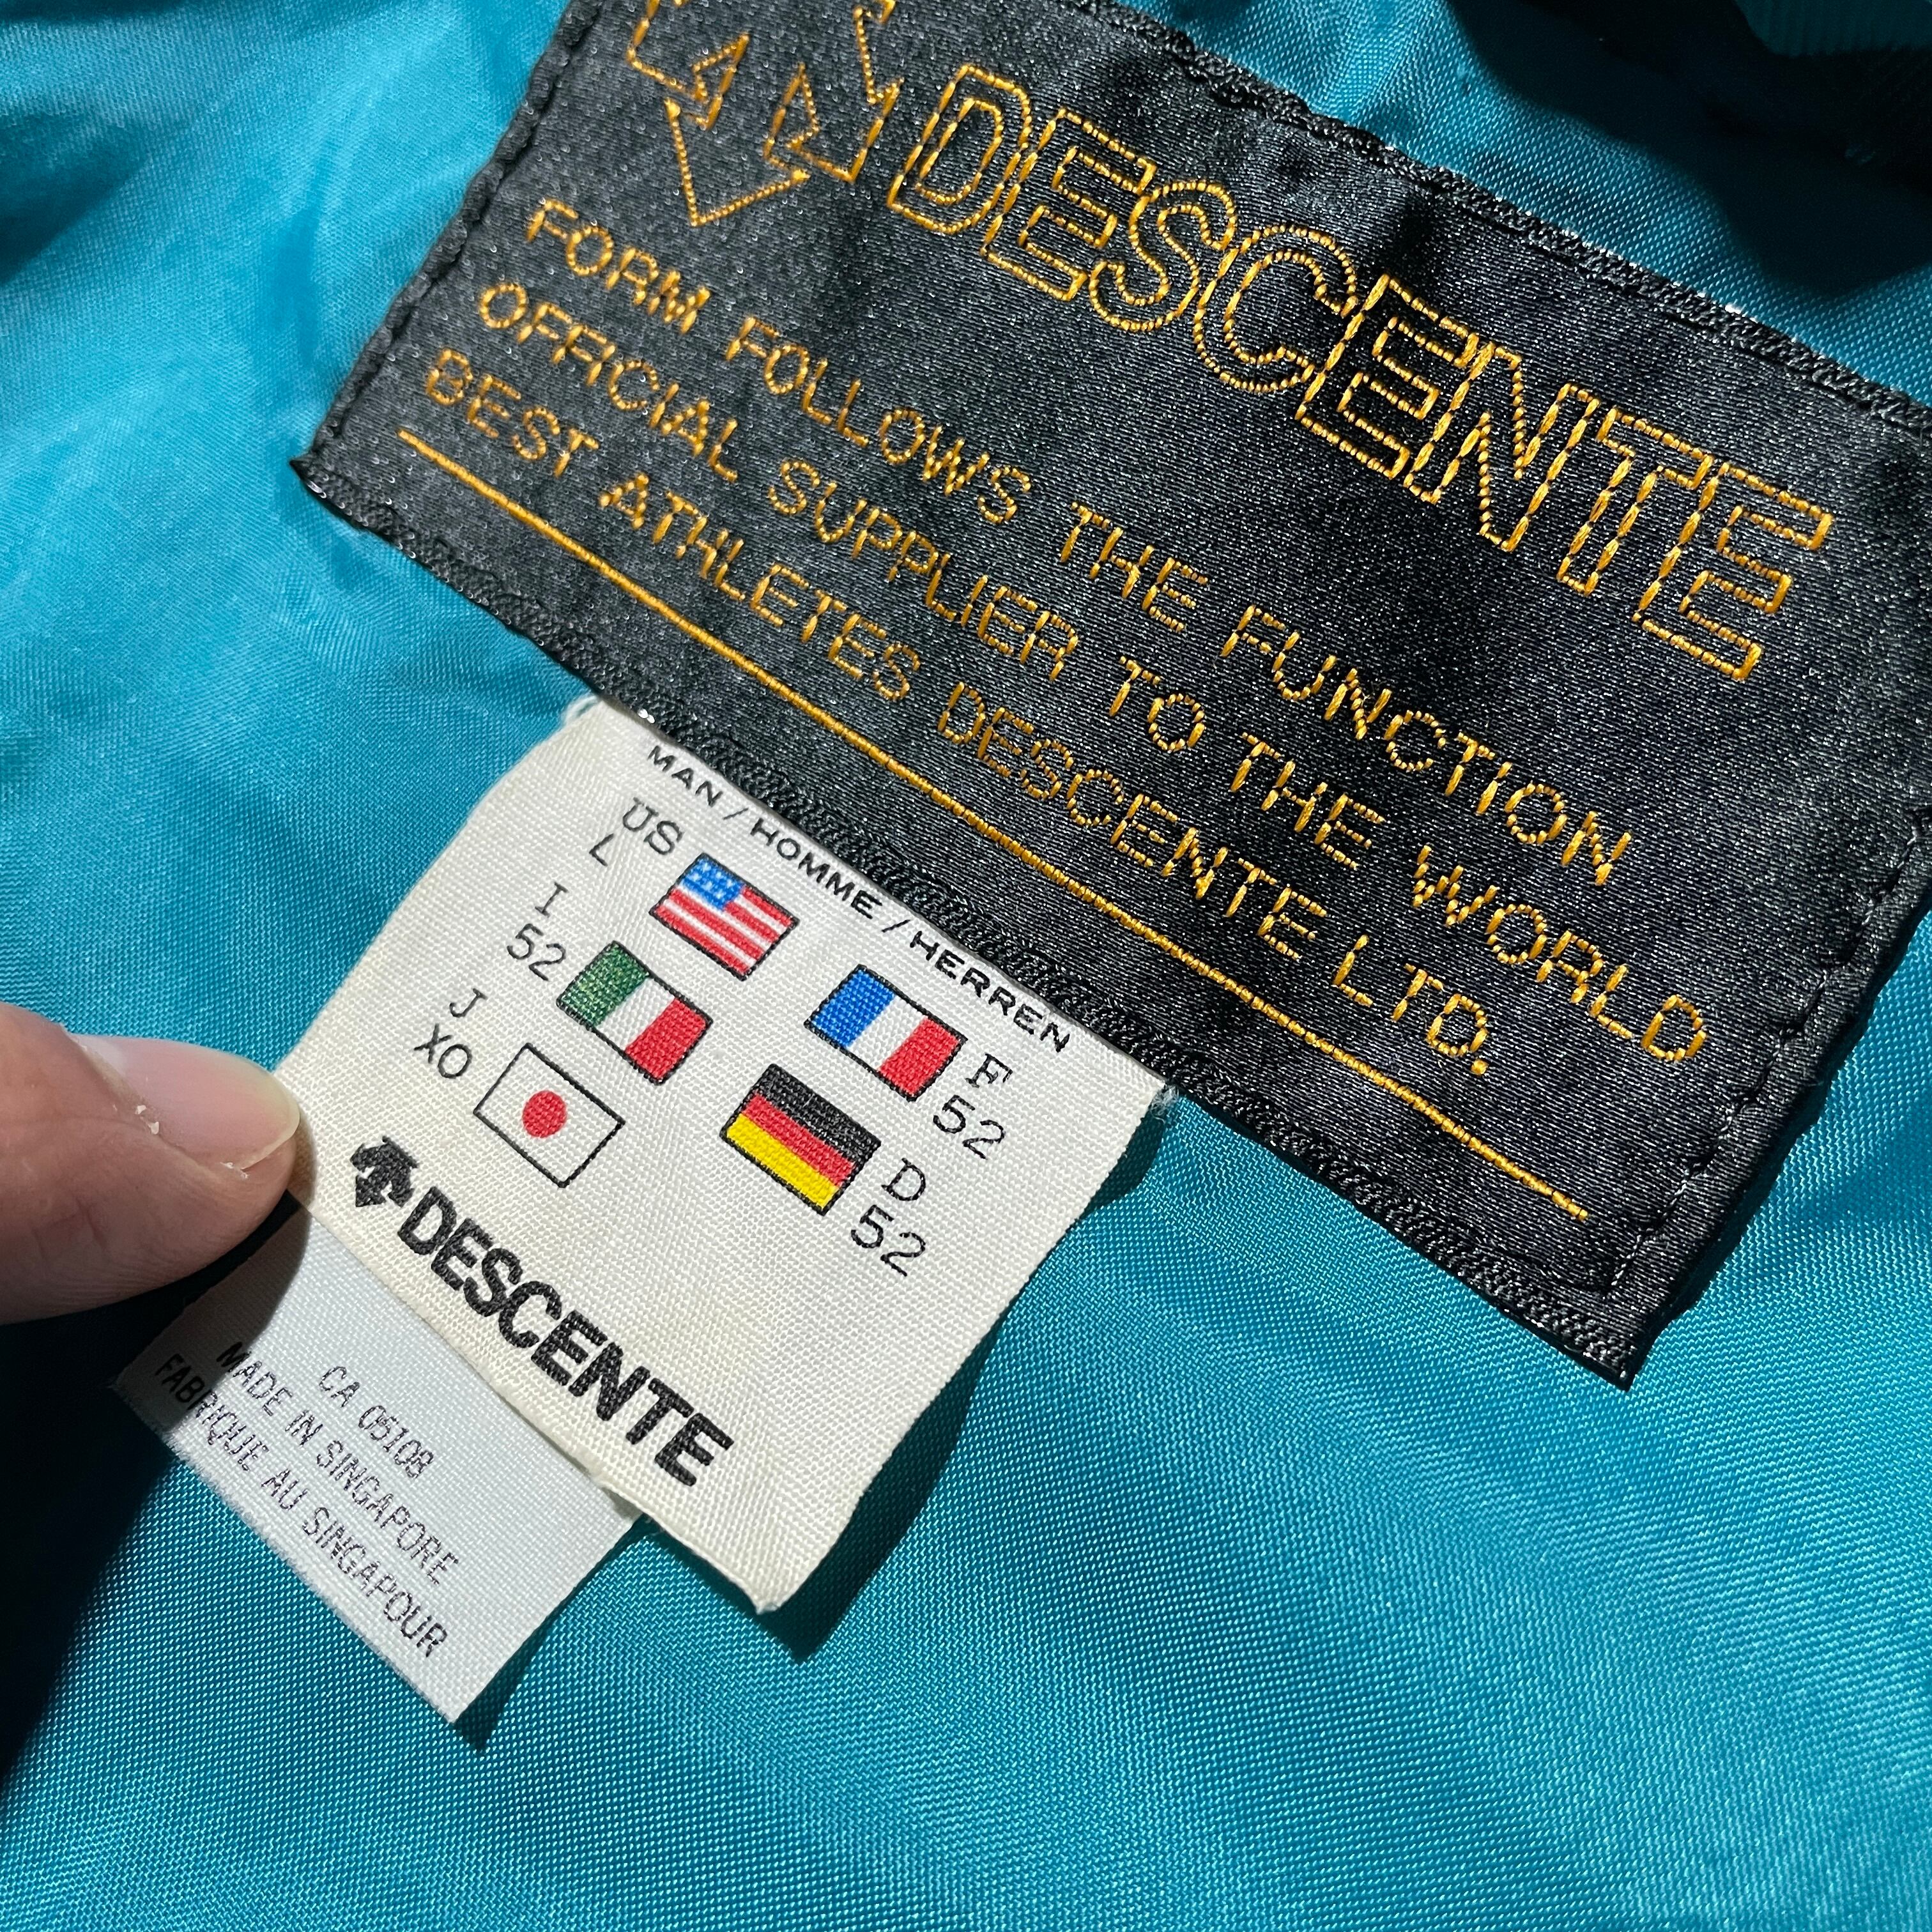 DESCENTE
FORM FOLLOWS THE FUNCTION
OFFICIAL SUPPLIER TO THE WORLD
BEST ATHLETES DESCENTE LTD.
MAN / HOMME / HERREN
US
L
I
52
J
XO
F
52
D
52
DESCENTE
CA 05108
MADE IN SINGAPORE
FABRIQUE AU SINGAPOUR